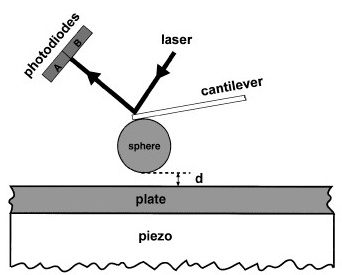 photodiodes
A B
laser
cantilever
sphere
d
plate
piezo